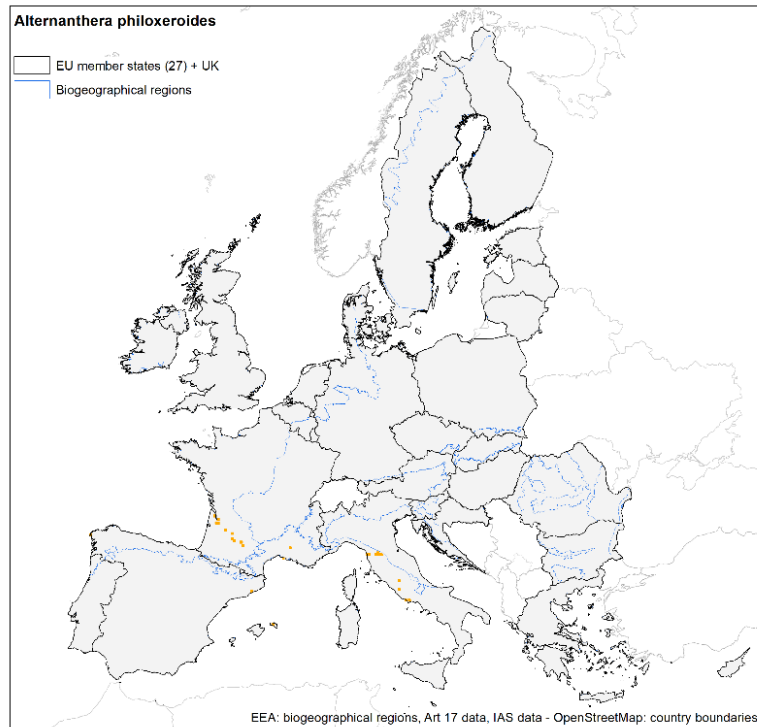 Alternanthera philoxeroides
EU member states (27) + UK
Biogeographical regions
EEA: biogeographical regions, Art 17 data, IAS data - OpenStreetMap: country boundaries